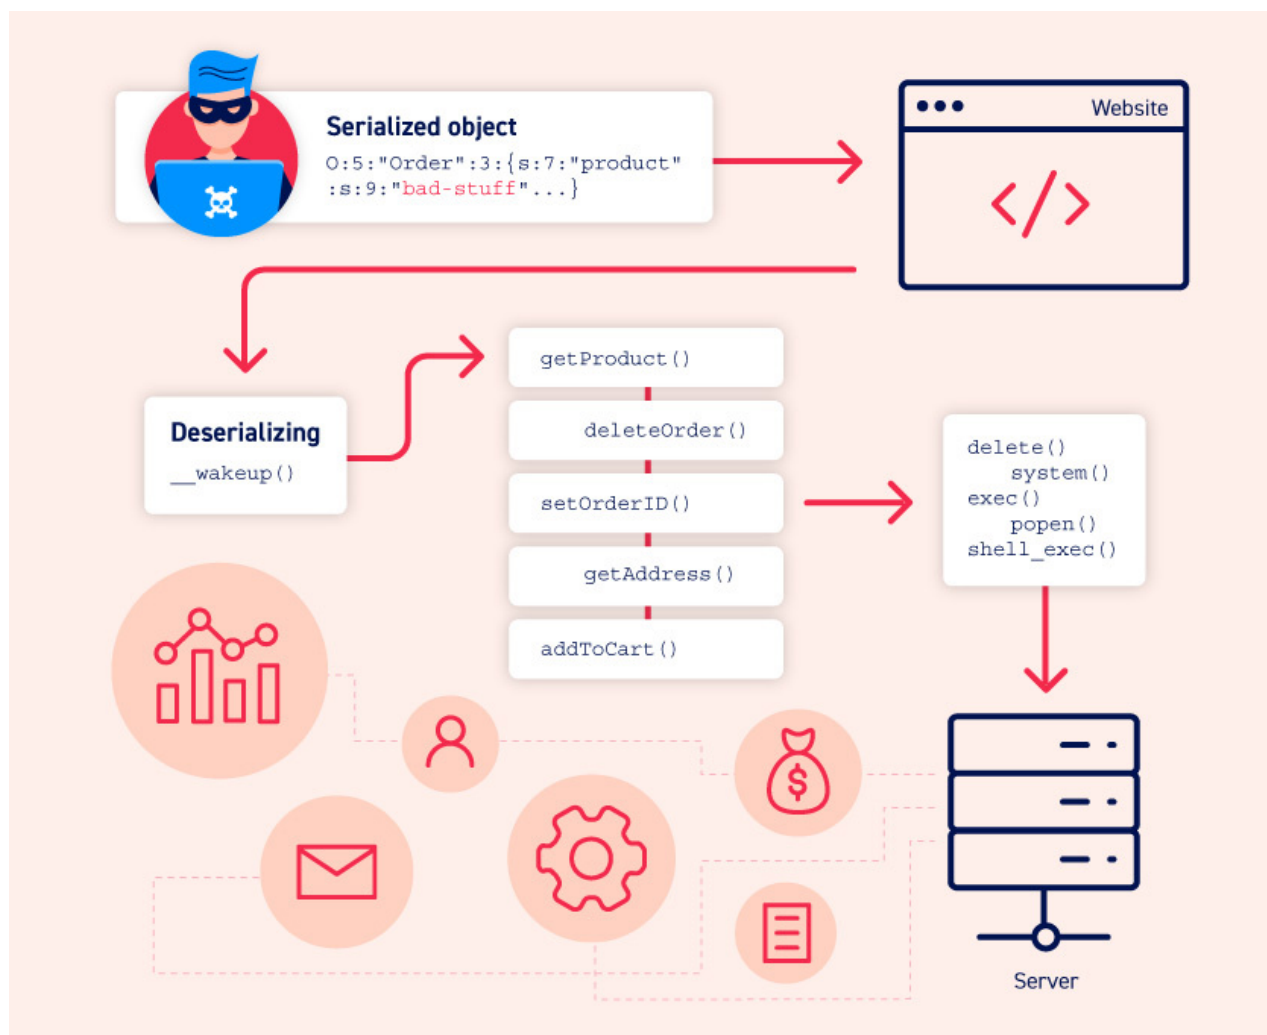 Serialized object
O:5:"Order":3:{s:7:"product"
:s:9:"bad-stuff"...}
Website
</>
Deserializing
__wakeup()
getProduct()
deleteOrder()
setOrderID()
getAddress()
addToCart()
delete()
system()
exec()
popen()
shell_exec()
$
Server